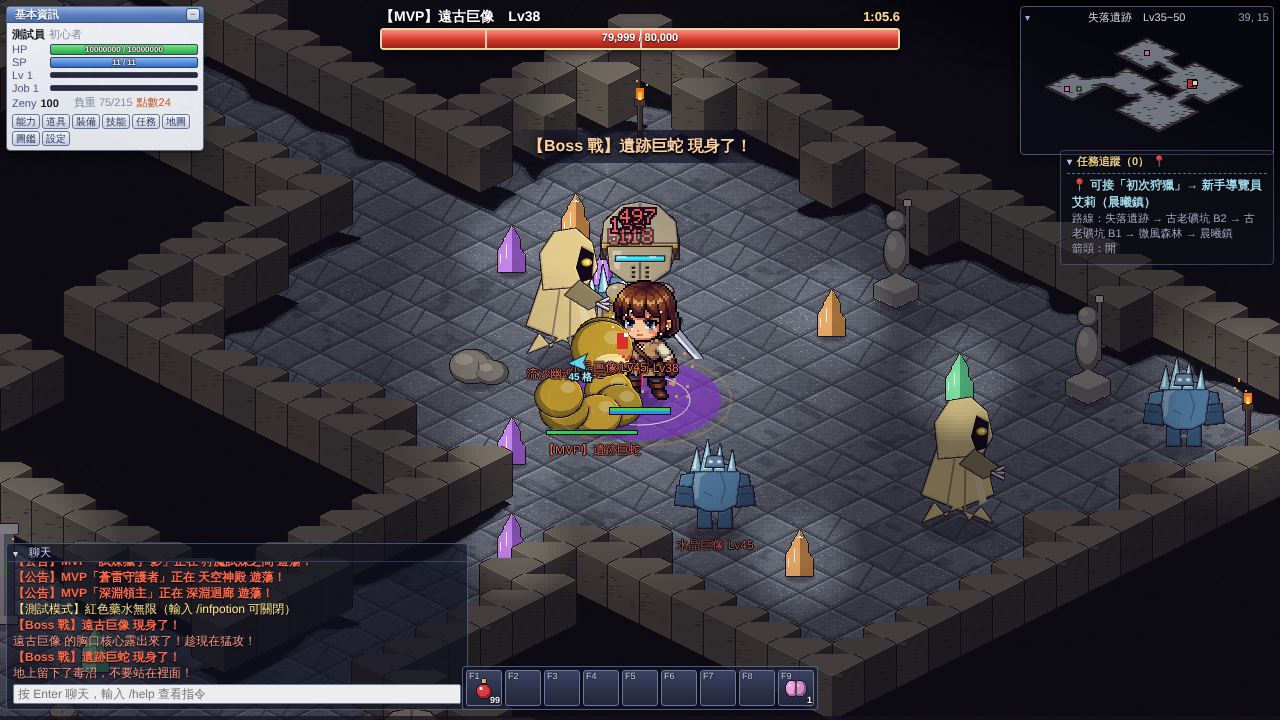 基本資訊
測試員 初心者
HP 10000000 / 10000000
SP 11 / 11
Lv 1
Job 1
Zeny 100 負重 75/215 點數24
能力 道具 裝備 技能 任務 地圖
圖鑑 設定
【MVP】遠古巨像 Lv38 1:05.6
79,999 / 80,000
【Boss 戰】遺跡巨蛇 現身了！
失落遺跡 Lv35~50 39, 15
任務追蹤（0） 📍
📍 可接「初次狩獵」→ 新手導覽員
艾莉（晨曦鎮）
路線：失落遺跡 → 古老礦坑 B2 → 古
老礦坑 B1 → 微風森林 → 晨曦鎮
箭頭：開
45 格
【MVP】遺跡巨蛇
水晶巨像 Lv45
聊天
【公告】MVP「蒼雷守護者」正在 天空神殿 遊蕩！
【公告】MVP「深淵領主」正在 深淵迴廊 遊蕩！
【測試模式】紅色藥水無限（輸入 /infpotion 可關閉）
【Boss 戰】遠古巨像 現身了！
遠古巨像 的胸口核心露出來了！趁現在猛攻！
【Boss 戰】遺跡巨蛇 現身了！
地上留下了毒沼，不要站在裡面！
按 Enter 聊天，輸入 /help 查看指令
F1 F2 F3 F4 F5 F6 F7 F8 F9
99 1